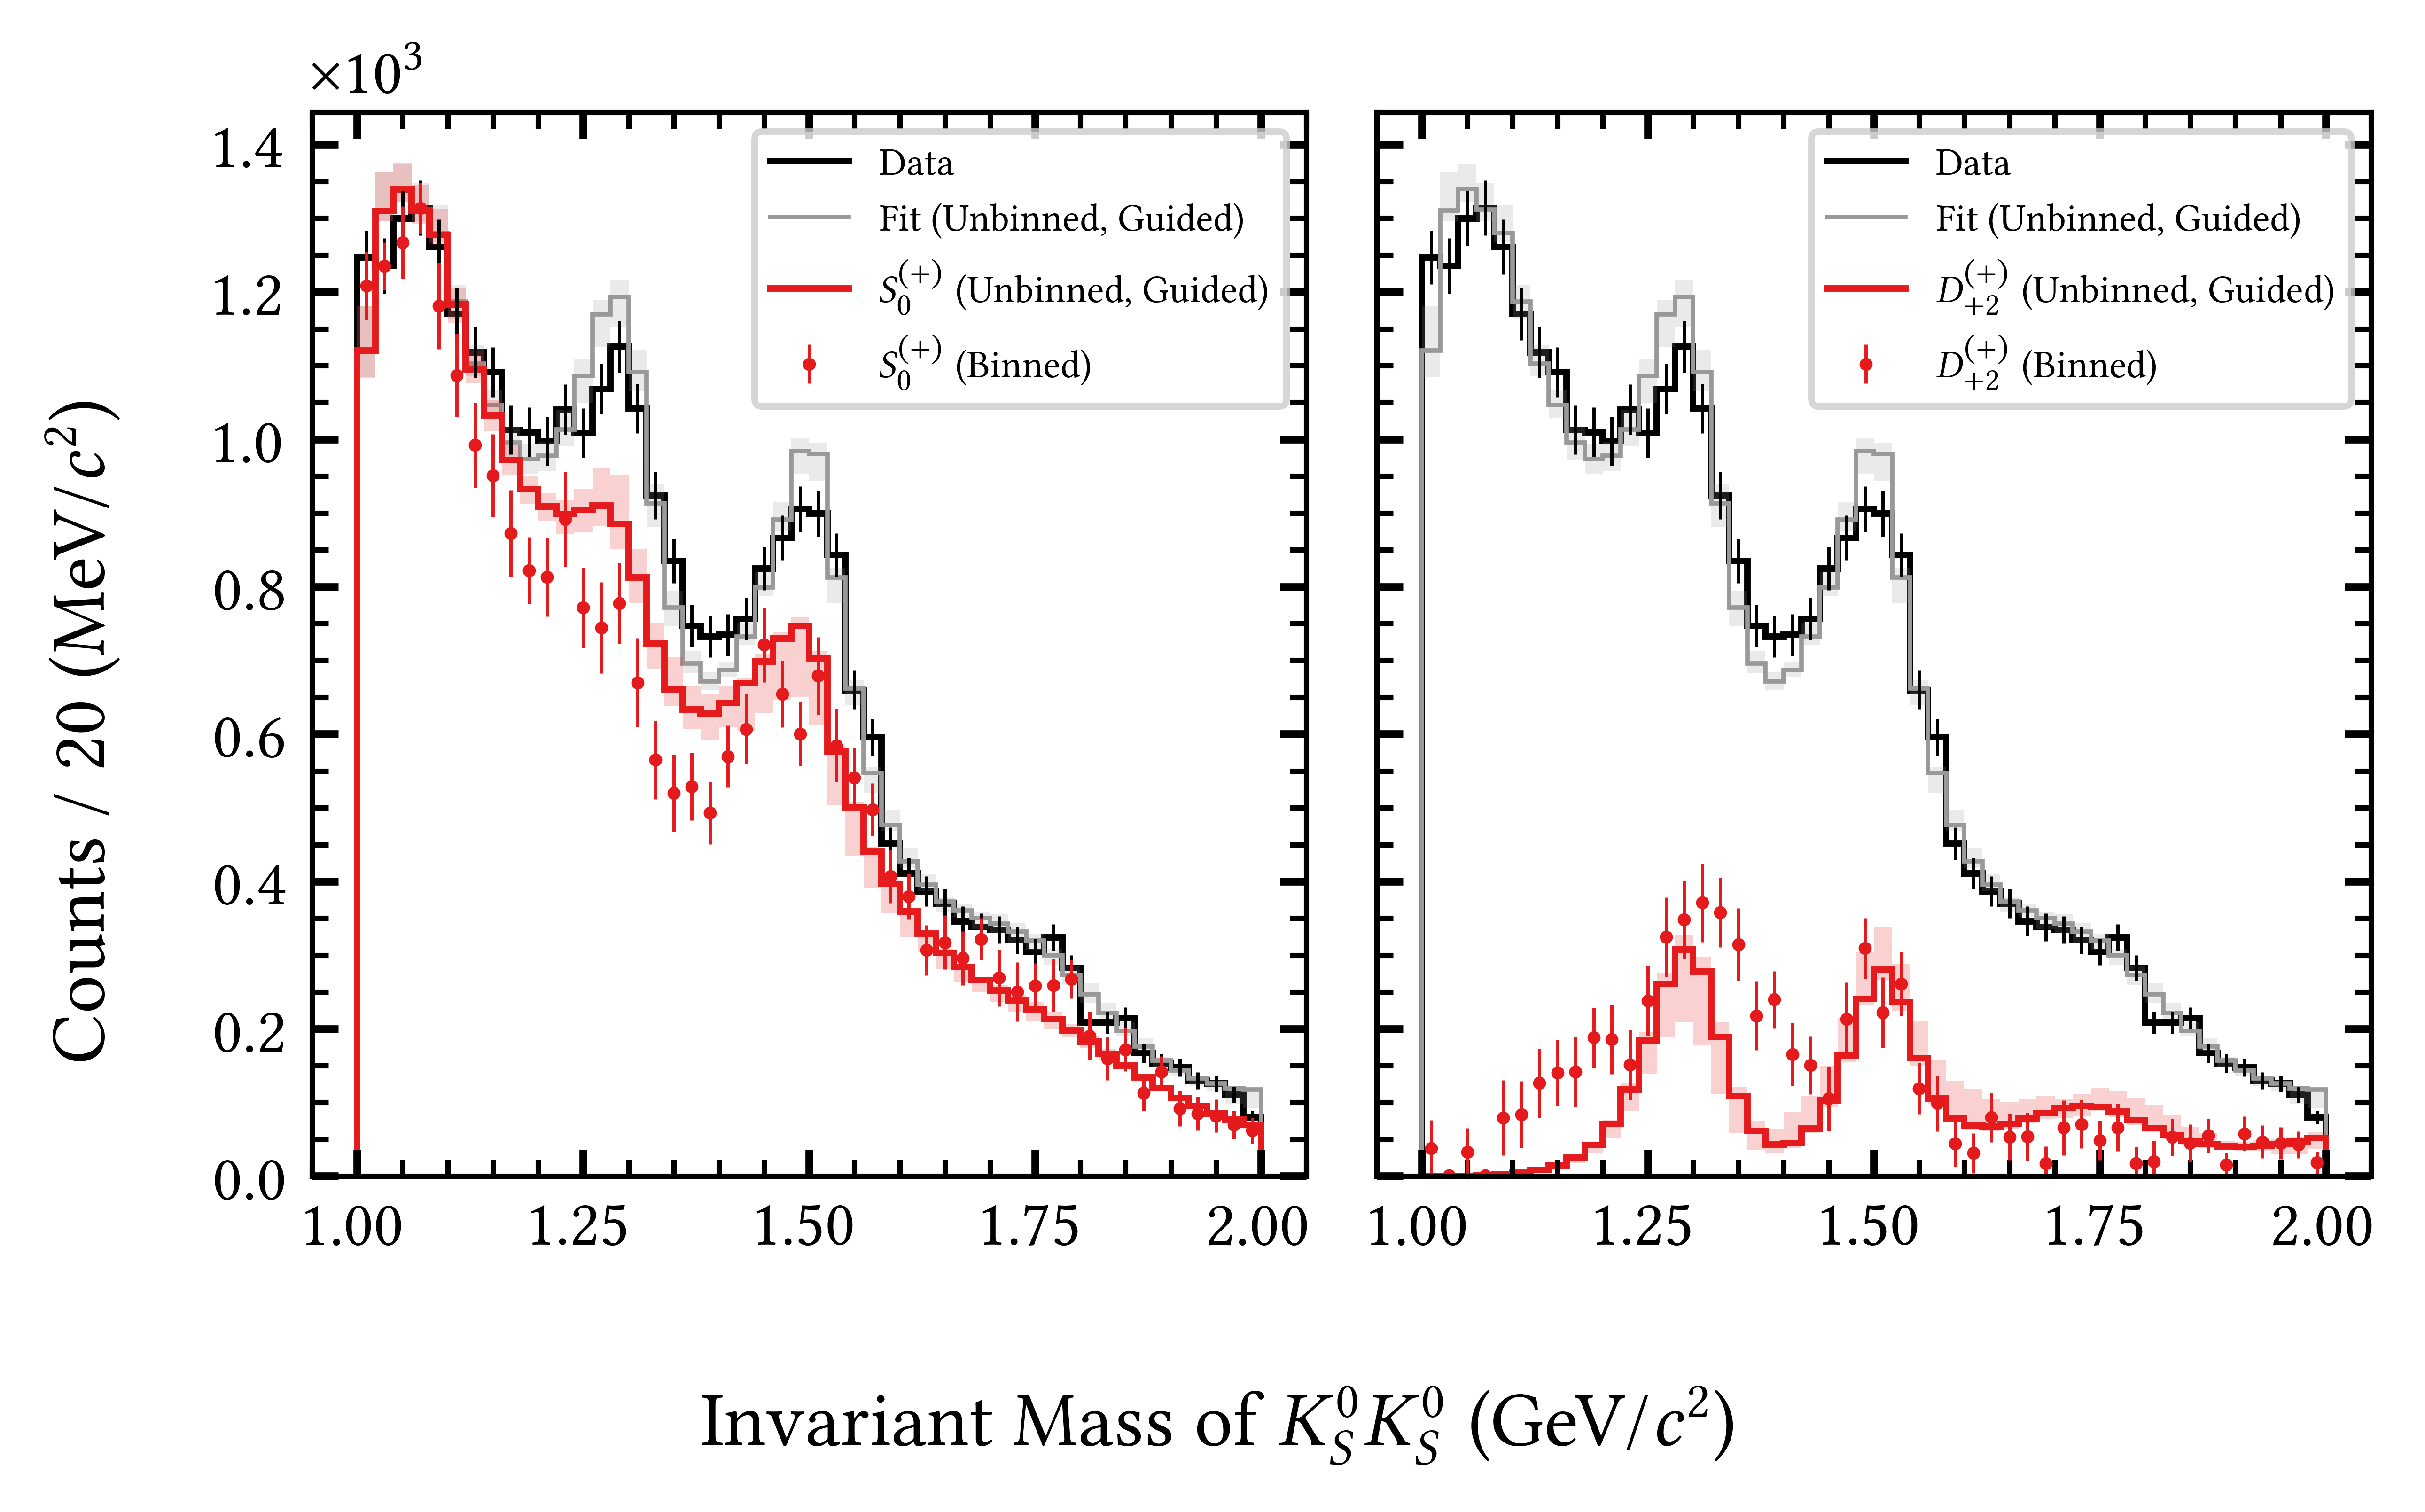 ×10³
Counts / 20 (MeV/c²)
1.4
1.2
1.0
0.8
0.6
0.4
0.2
0.0
Data
Fit (Unbinned, Guided)
S₀⁽⁺⁾ (Unbinned, Guided)
S₀⁽⁺⁾ (Binned)
1.00 1.25 1.50 1.75 2.00
Data
Fit (Unbinned, Guided)
D₊₂⁽⁺⁾ (Unbinned, Guided)
D₊₂⁽⁺⁾ (Binned)
1.00 1.25 1.50 1.75 2.00
Invariant Mass of K_S⁰K_S⁰ (GeV/c²)